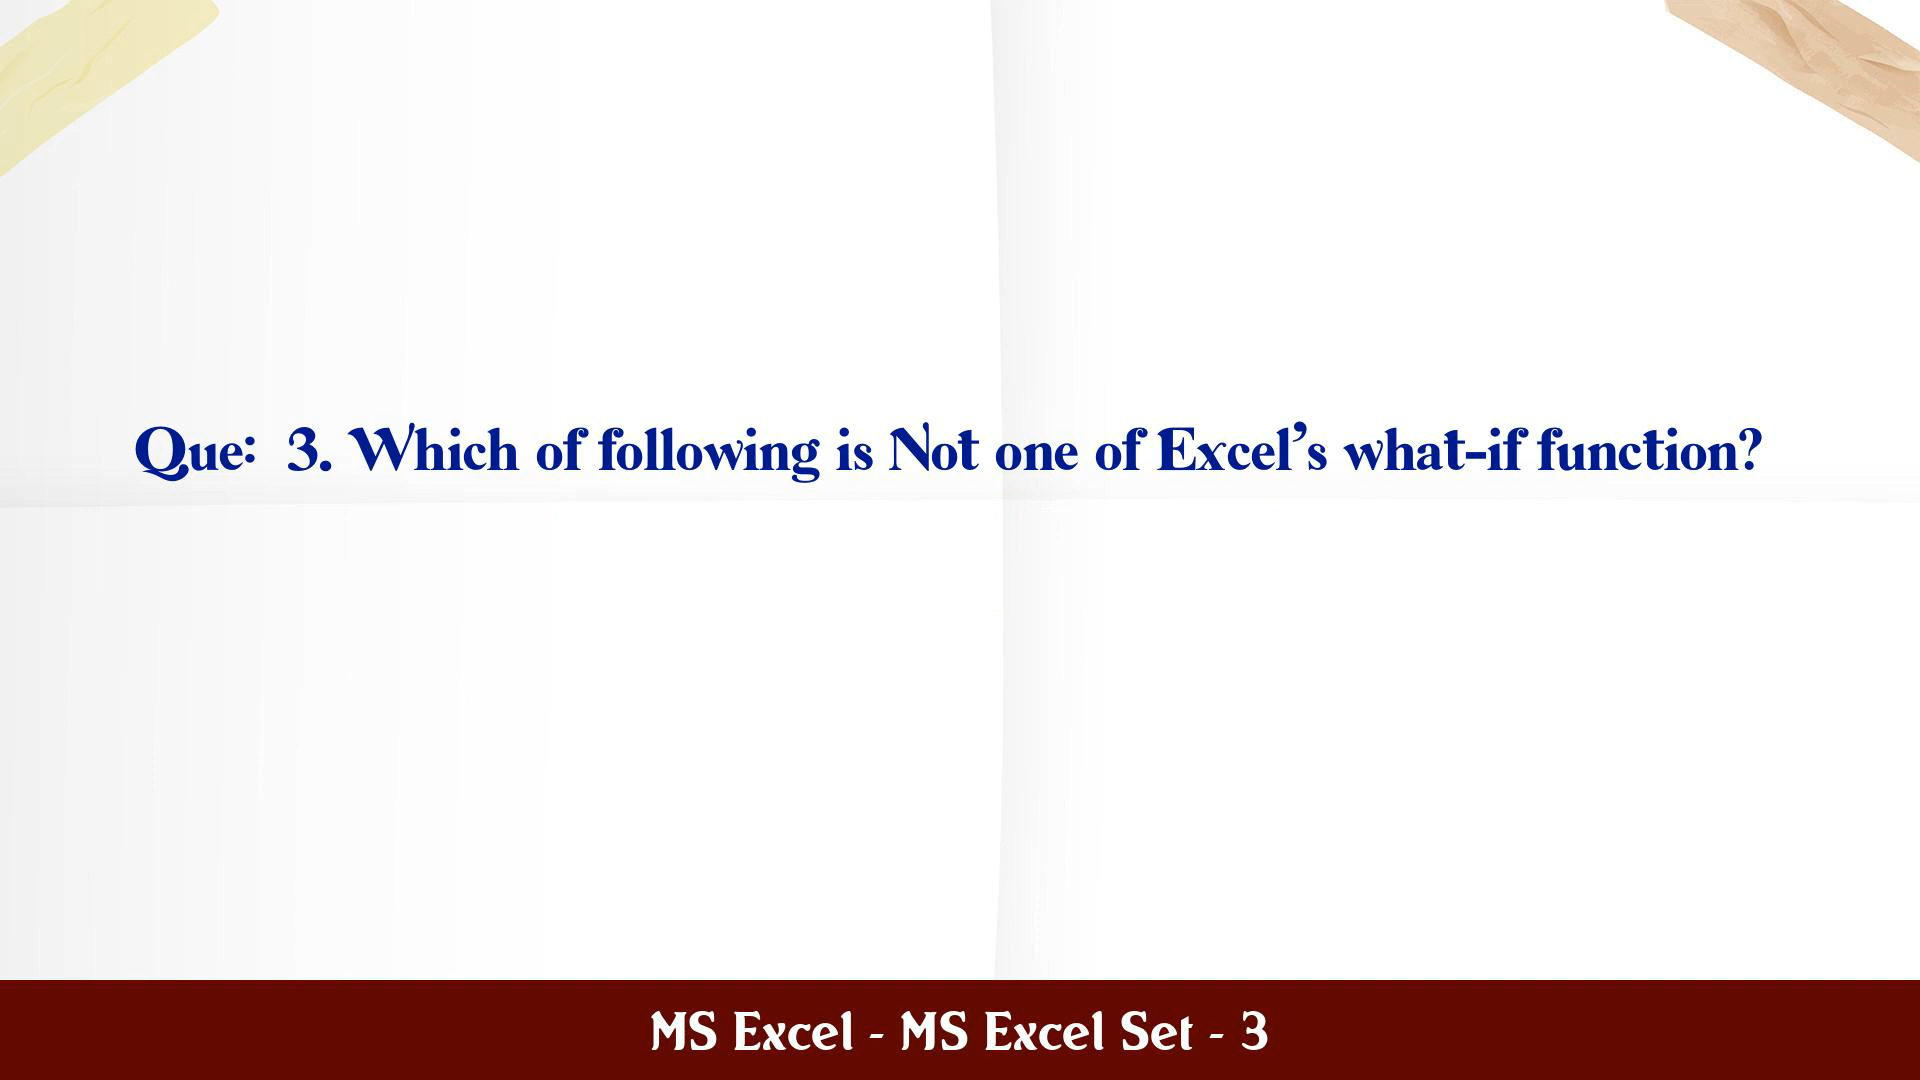 Que: 3. Which of following is Not one of Excel’s what-if function?
MS Excel - MS Excel Set - 3